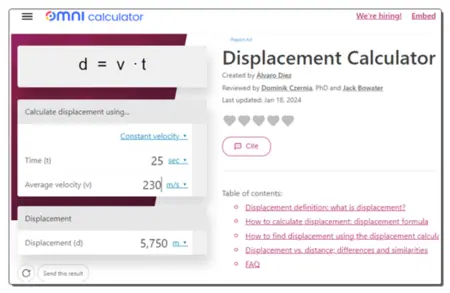 OMNI calculator
We're hiring!
Embed
d = v · t
Calculate displacement using...
Constant velocity
Time (t) 25 sec
Average velocity (v) 230 m/s
Displacement
Displacement (d) 5,750 m
Send this result
Report Ad
Displacement Calculator
Created by Álvaro Díez
Reviewed by Dominik Czernia, PhD and Jack Bowater
Last updated: Jan 18, 2024
Cite
Table of contents:
Displacement definition: what is displacement?
How to calculate displacement: displacement formula
How to find displacement using the displacement calcula
Displacement vs. distance; differences and similarities
FAQ